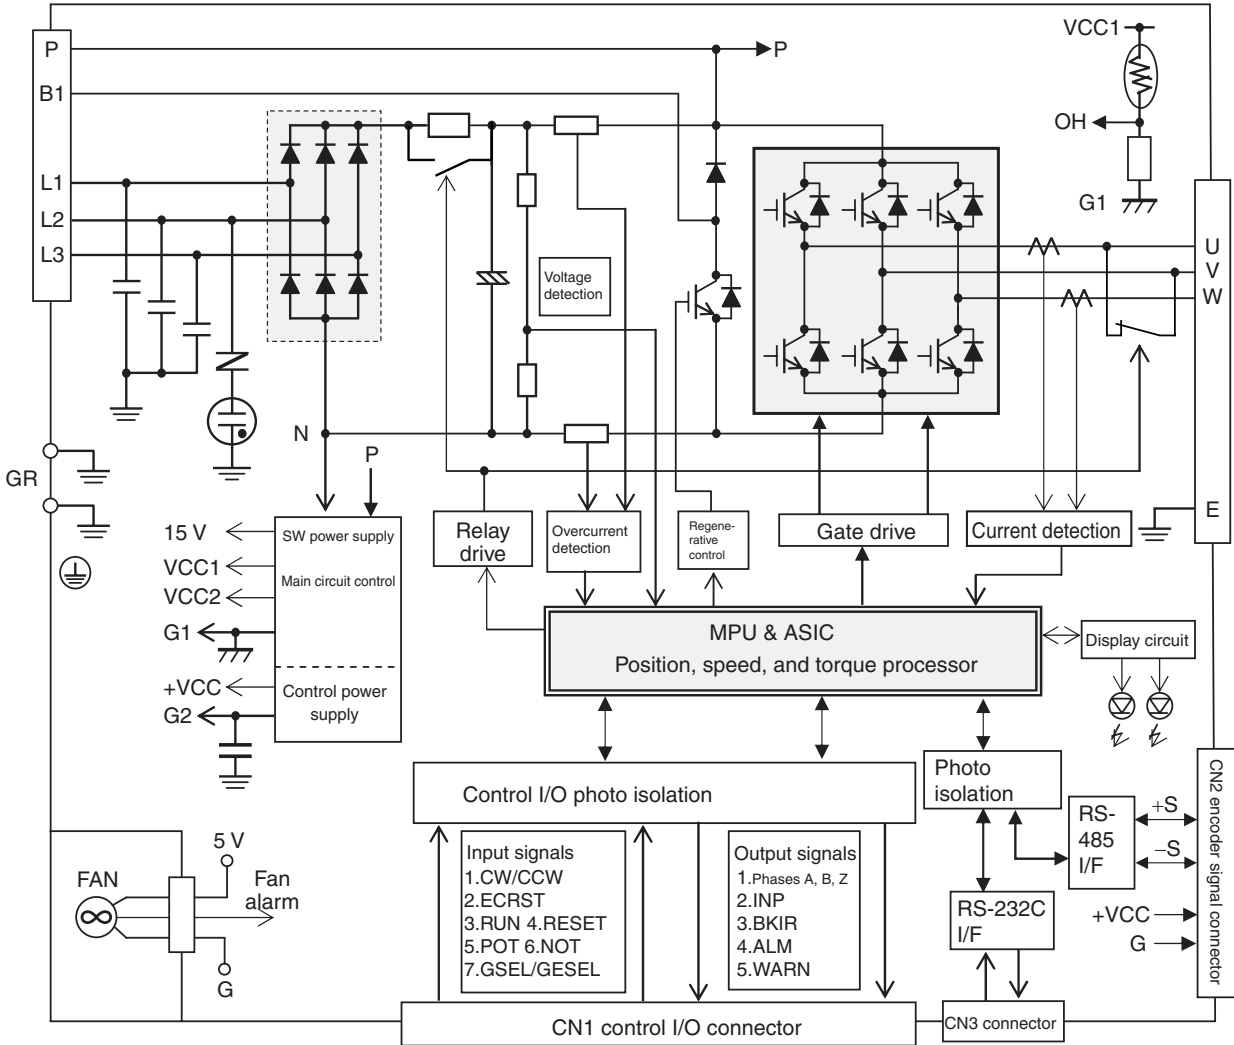 P
B1
L1
L2
L3
P
VCC1
OH
G1
Voltage
detection
U
V
W
E
N
P
GR
15 V
VCC1
VCC2
G1
+VCC
G2
SW power supply
Main circuit control
Control power
supply
Relay
drive
Overcurrent
detection
Regene-
rative
control
Gate drive
Current detection
MPU & ASIC
Position, speed, and torque processor
Display circuit
Control I/O photo isolation
Photo
isolation
RS-
485
I/F
+S
−S
+VCC
G
CN2 encoder signal connector
RS-232C
I/F
Input signals
1.CW/CCW
2.ECRST
3.RUN 4.RESET
5.POT 6.NOT
7.GSEL/GESEL
Output signals
1.Phases A, B, Z
2.INP
3.BKIR
4.ALM
5.WARN
FAN
5 V
Fan
alarm
G
CN1 control I/O connector
CN3 connector